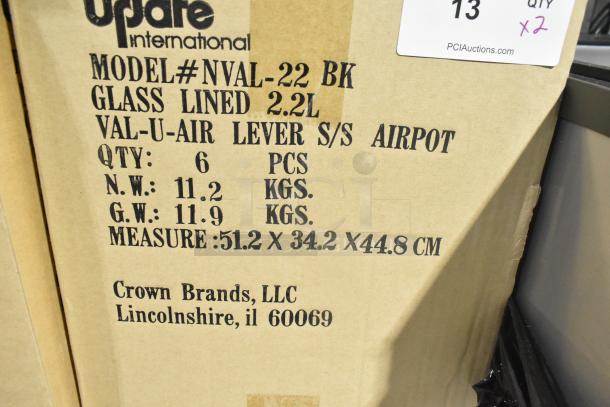 Update
international
13
QTY
x2
PCIAuctions.com
MODEL#NVAL-22 BK
GLASS LINED 2.2L
VAL-U-AIR LEVER S/S AIRPOT
QTY: 6 PCS
N.W.: 11.2 KGS.
G.W.: 11.9 KGS.
pci
MEASURE :51.2 X 34.2 X44.8 CM
Crown Brands, LLC
Lincolnshire, il 60069